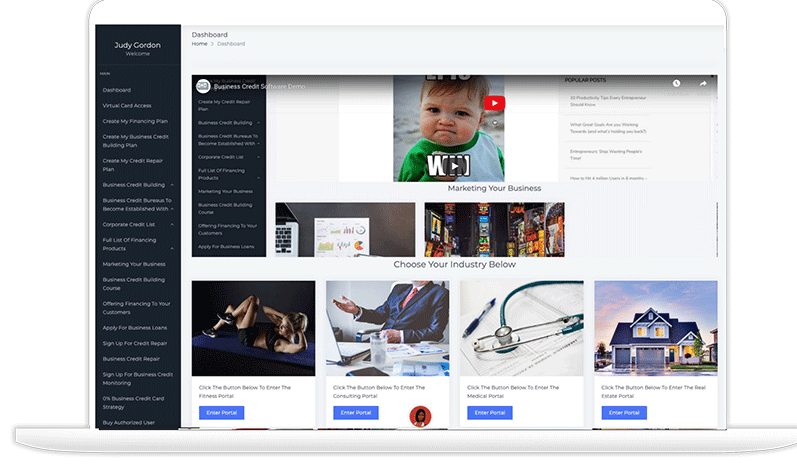 Judy Gordon
Welcome
MAIN
Dashboard
Virtual Card Access
Create My Financing Plan
Create My Business Credit
Building Plan
Create My Credit Repair
Plan
Business Credit Building
Business Credit Bureaus To
Become Established With
Corporate Credit List
Full List Of Financing
Products
Marketing Your Business
Business Credit Building
Course
Offering Financing To Your
Customers
Apply For Business Loans
Sign Up For Credit Repair
Business Credit Repair
Sign Up For Business Credit
Monitoring
0% Business Credit Card
Strategy
Buy Authorized User
Dashboard
Home > Dashboard
Business Credit Software Demo
Create My Credit Repair
Plan
Business Credit Building
Business Credit Bureaus To
Become Established With
Corporate Credit List
Full List Of Financing
Products
Marketing Your Business
Business Credit Building
Course
Offering Financing To Your
Customers
Apply For Business Loans
POPULAR POSTS
10 Productivity Tips Every Entrepreneur
Should Know
What Great Goals Are you Working
Towards (and what's holding you back?)
Entrepreneurs: Stop Wasting People's
Time!
How to Hit 4 million Users in 8 months –
Marketing Your Business
Choose Your Industry Below
Click The Button Below To Enter The
Fitness Portal
Enter Portal
Click The Button Below To Enter The
Consulting Portal
Enter Portal
Click The Button Below To Enter The
Medical Portal
Enter Portal
Click The Button Below To Enter The Real
Estate Portal
Enter Portal